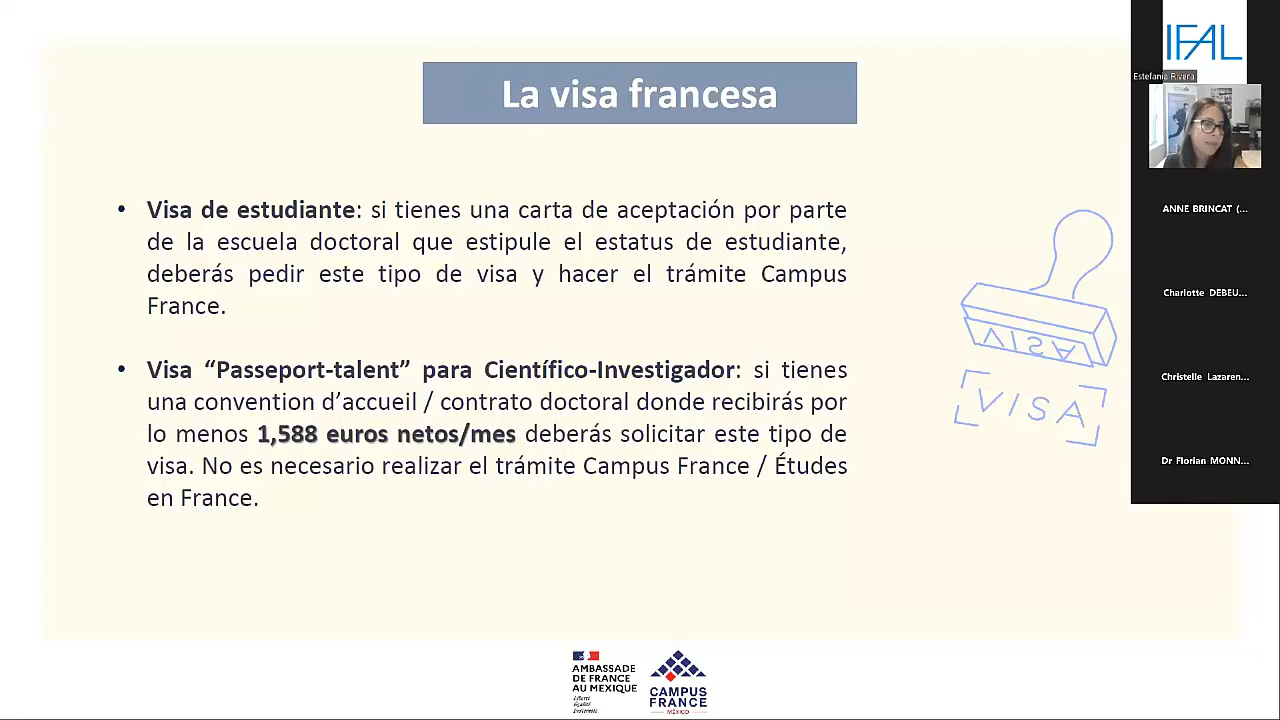 La visa francesa
• Visa de estudiante: si tienes una carta de aceptación por parte
de la escuela doctoral que estipule el estatus de estudiante,
deberás pedir este tipo de visa y hacer el trámite Campus
France.
• Visa “Passeport-talent” para Científico-Investigador: si tienes
una convention d’accueil / contrato doctoral donde recibirás por
lo menos 1,588 euros netos/mes deberás solicitar este tipo de
visa. No es necesario realizar el trámite Campus France / Études
en France.
VISA
VISA
AMBASSADE
DE FRANCE
AU MEXIQUE
Liberté
Égalité
Fraternité
CAMPUS
FRANCE
MÉXICO
IFAL
Estefania Rivera
ANNE BRINCAT (...
Charlotte DEBEU...
Christelle Lazaren...
Dr Florian MONN...